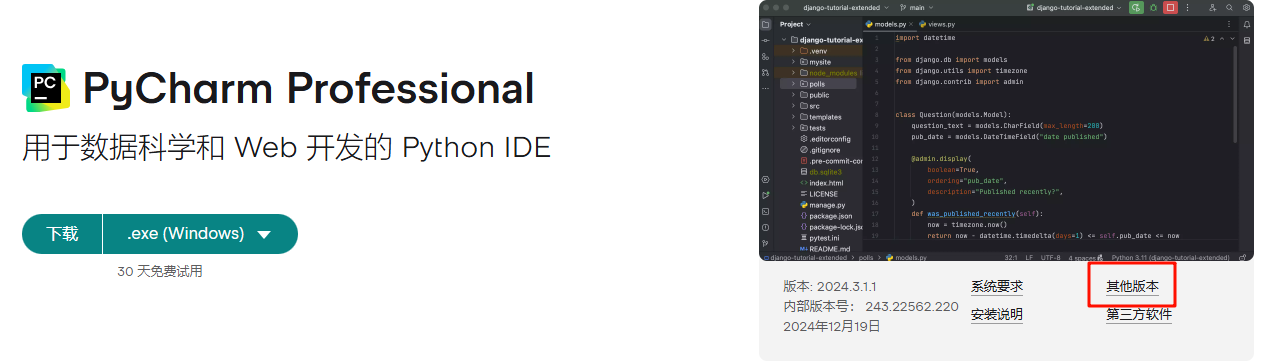 PC
PyCharm Professional
用于数据科学和 Web 开发的 Python IDE
下载
.exe (Windows)
30 天免费试用
django-tutorial-extended
main
django-tutorial-extended
Project
django-tutorial-ex
.venv
mysite
node_modules
polls
public
src
templates
tests
.editorconfig
.gitignore
.pre-commit-co
db.sqlite3
index.html
LICENSE
manage.py
package.json
package-lock.js
pytest.ini
README.md
models.py
views.py
2
1 import datetime
2
3 from django.db import models
4 from django.utils import timezone
5 from django.contrib import admin
6
7
8 class Question(models.Model):
9 question_text = models.CharField(max_length=200)
10 pub_date = models.DateTimeField("date published")
11
12 @admin.display(
13 boolean=True,
14 ordering="pub_date",
15 description="Published recently?",
16 )
17 def was_published_recently(self):
18 now = timezone.now()
19 return now - datetime.timedelta(days=1) <= self.pub_date <= now
django-tutorial-extended > polls > models.py
32:1 LF UTF-8 4 spaces Python 3.11 (django-tutorial-extended)
版本: 2024.3.1.1
内部版本号： 243.22562.220
2024年12月19日
系统要求
安装说明
其他版本
第三方软件